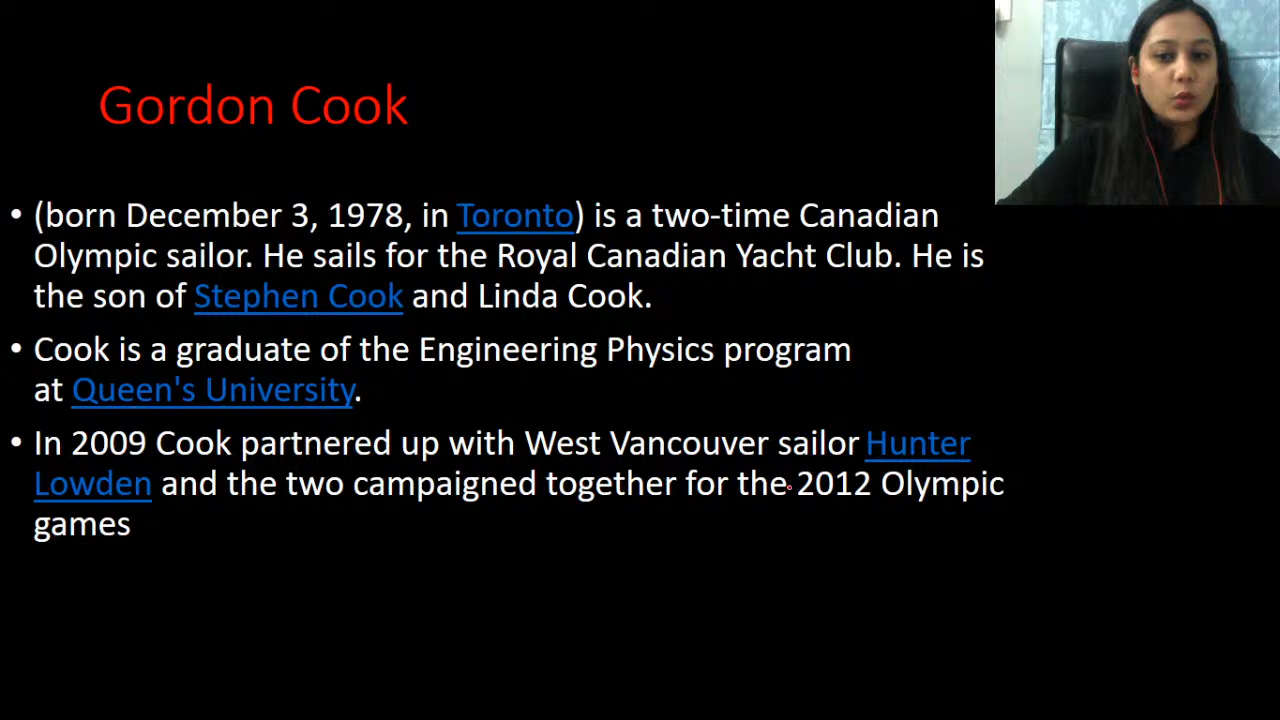 Gordon Cook
• (born December 3, 1978, in Toronto) is a two-time Canadian
Olympic sailor. He sails for the Royal Canadian Yacht Club. He is
the son of Stephen Cook and Linda Cook.
• Cook is a graduate of the Engineering Physics program
at Queen's University.
• In 2009 Cook partnered up with West Vancouver sailor Hunter
Lowden and the two campaigned together for the 2012 Olympic
games